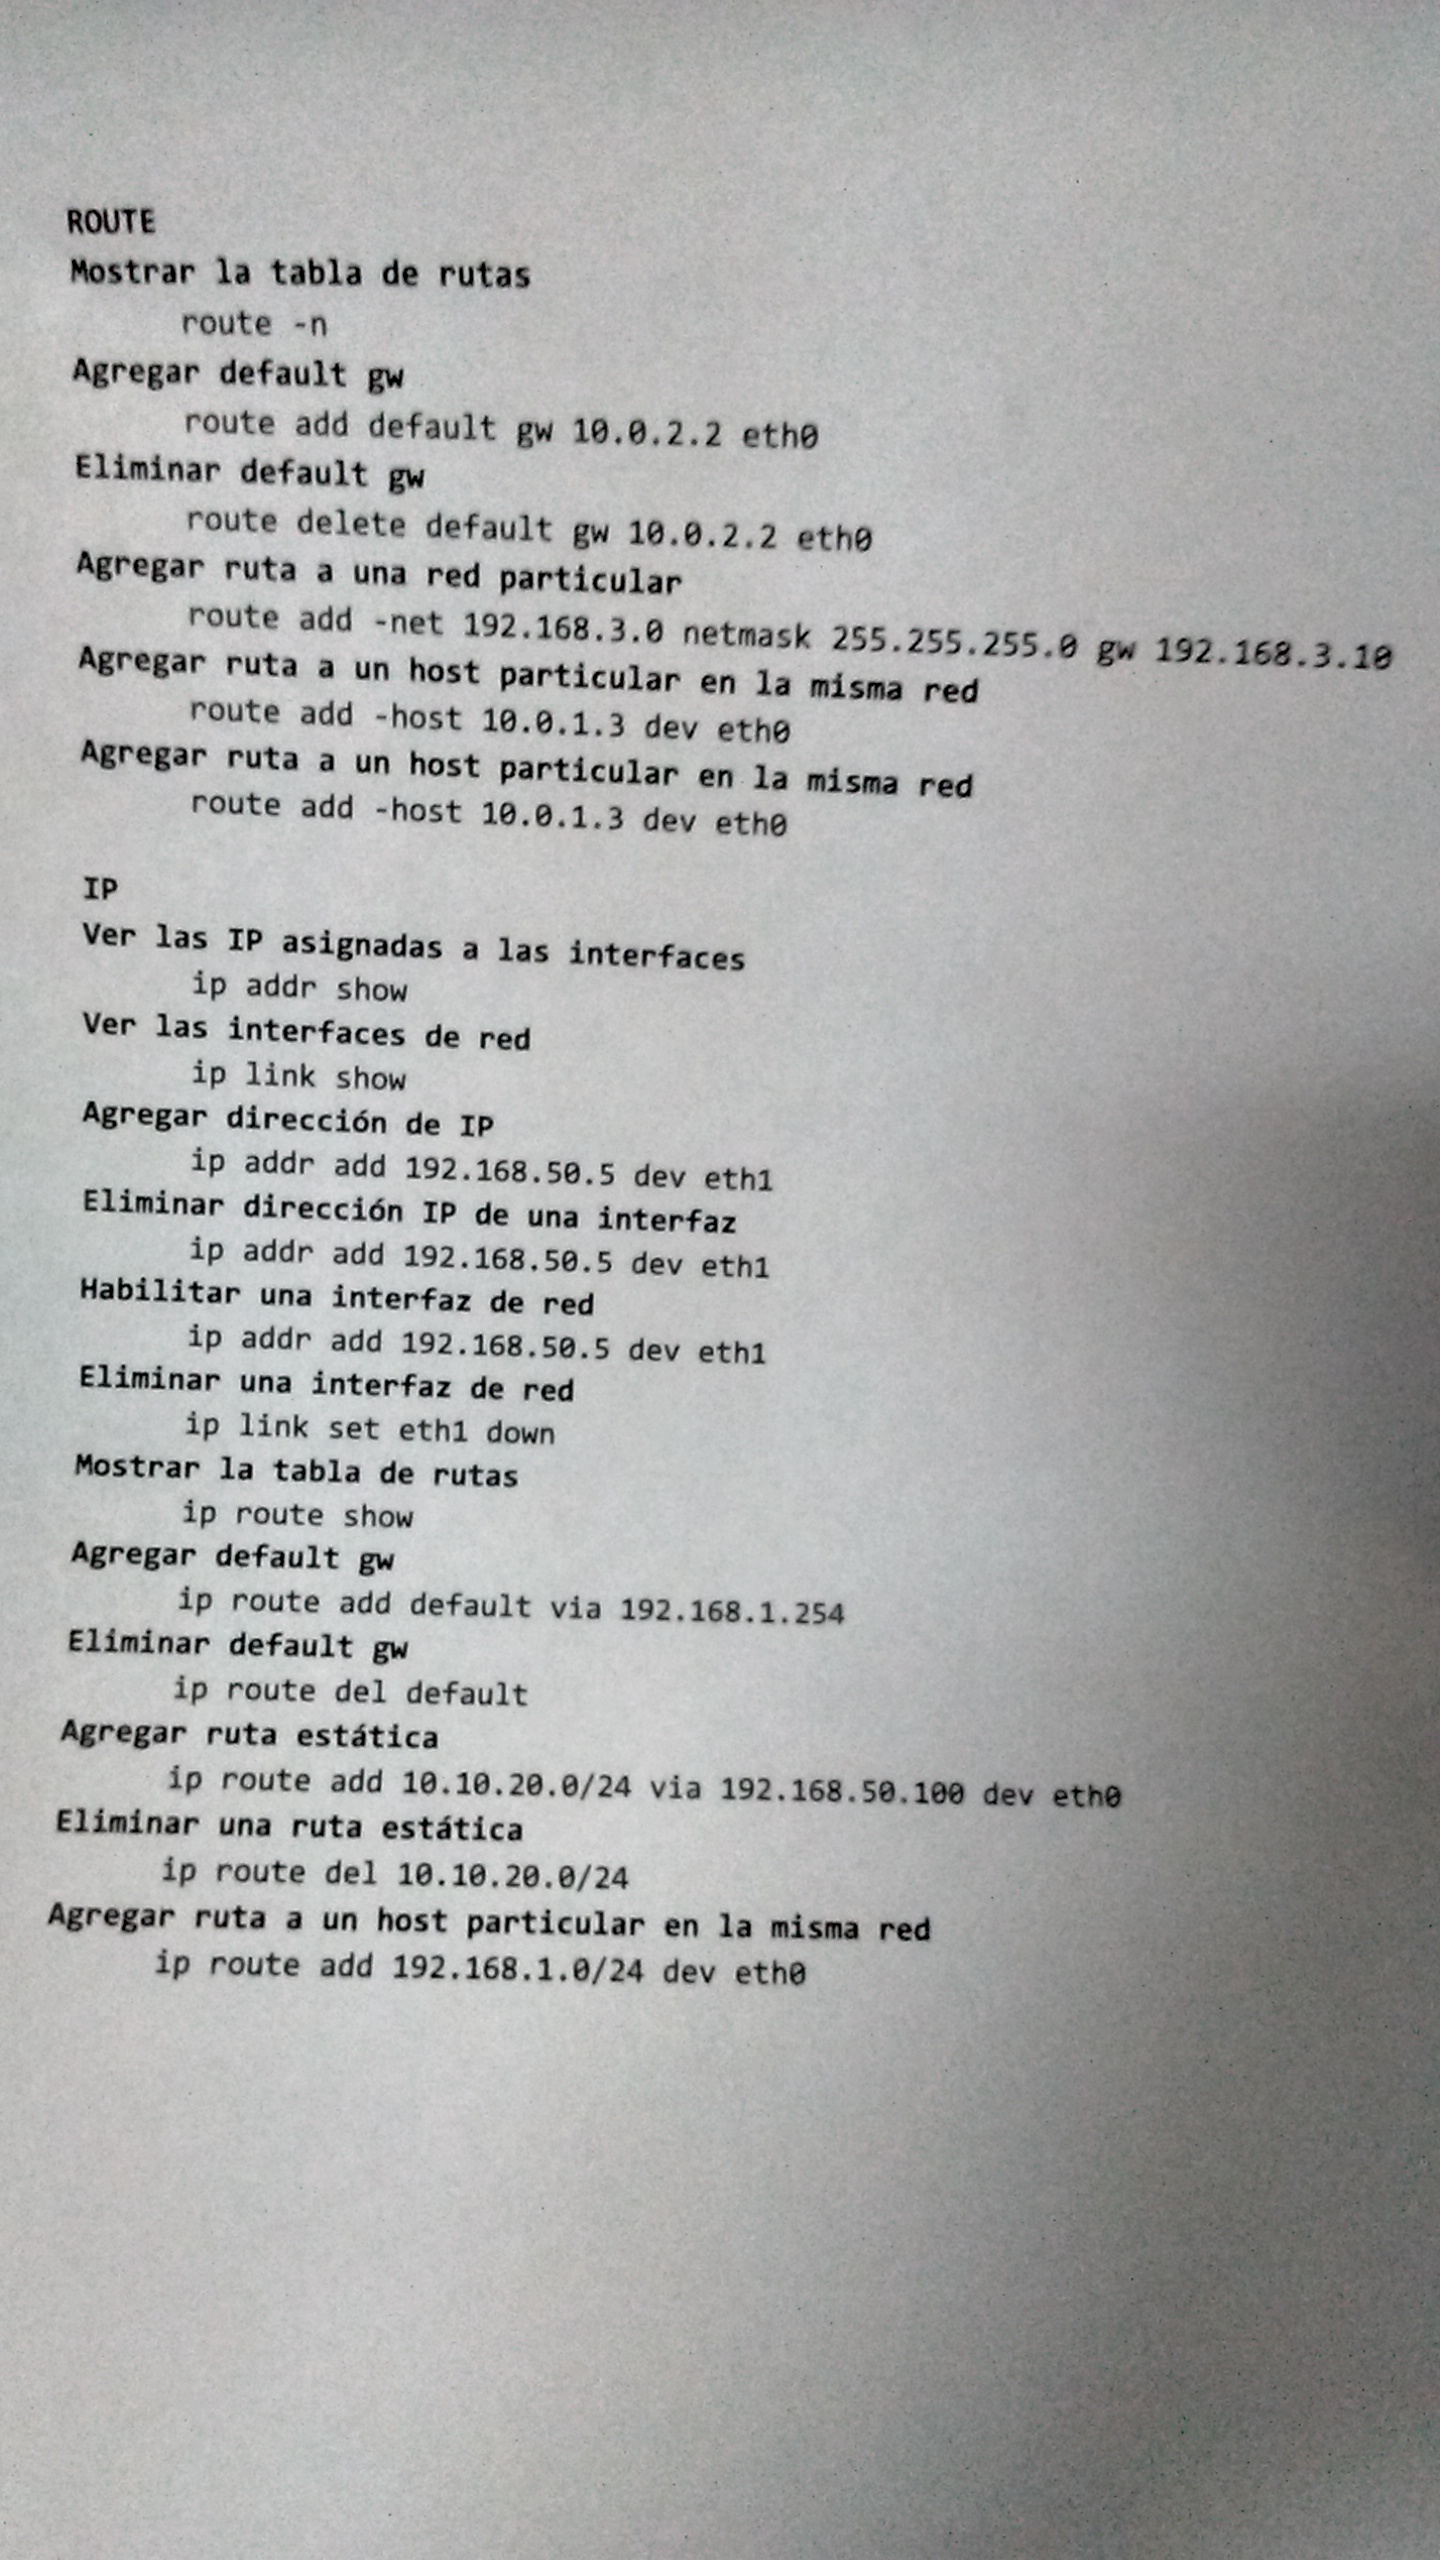 ROUTE
Mostrar la tabla de rutas
route -n
Agregar default gw
route add default gw 10.0.2.2 eth0
Eliminar default gw
route delete default gw 10.0.2.2 eth0
Agregar ruta a una red particular
route add -net 192.168.3.0 netmask 255.255.255.0 gw 192.168.3.10
Agregar ruta a un host particular en la misma red
route add -host 10.0.1.3 dev eth0
Agregar ruta a un host particular en la misma red
route add -host 10.0.1.3 dev eth0
IP
Ver las IP asignadas a las interfaces
ip addr show
Ver las interfaces de red
ip link show
Agregar dirección de IP
ip addr add 192.168.50.5 dev eth1
Eliminar dirección IP de una interfaz
ip addr add 192.168.50.5 dev eth1
Habilitar una interfaz de red
ip addr add 192.168.50.5 dev eth1
Eliminar una interfaz de red
ip link set eth1 down
Mostrar la tabla de rutas
ip route show
Agregar default gw
ip route add default via 192.168.1.254
Eliminar default gw
ip route del default
Agregar ruta estática
ip route add 10.10.20.0/24 via 192.168.50.100 dev eth0
Eliminar una ruta estática
ip route del 10.10.20.0/24
Agregar ruta a un host particular en la misma red
ip route add 192.168.1.0/24 dev eth0